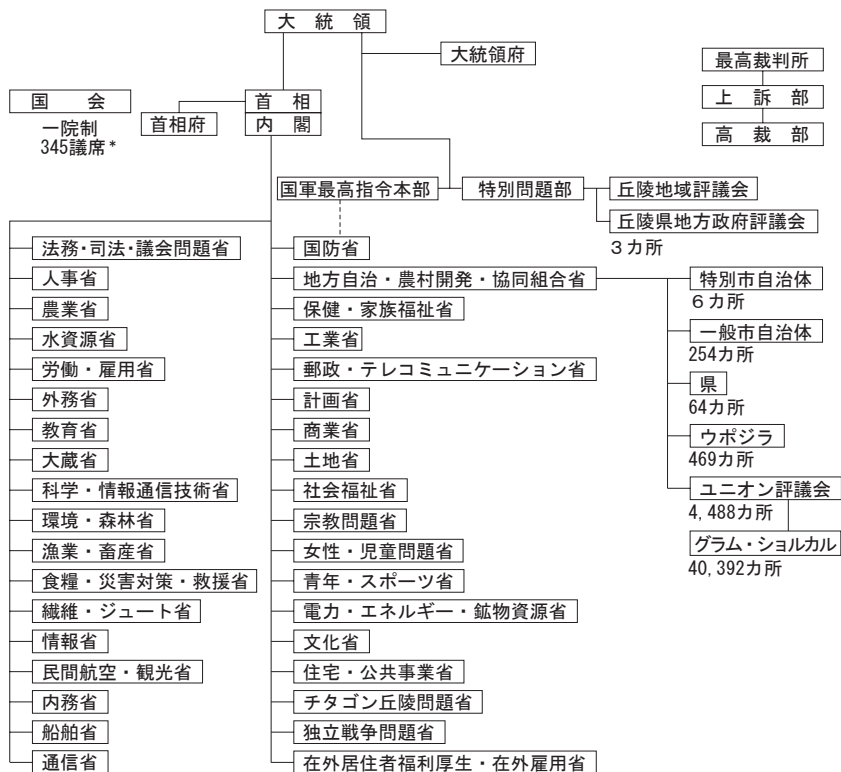 大統領
大統領府
最高裁判所
上訴部
高裁部
国会
一院制
345議席*
首相府
首相
内閣
国軍最高指令本部
特別問題部
丘陵地域評議会
丘陵県地方政府評議会
3カ所
法務・司法・議会問題省
人事省
農業省
水資源省
労働・雇用省
外務省
教育省
大蔵省
科学・情報通信技術省
環境・森林省
漁業・畜産省
食糧・災害対策・救援省
繊維・ジュート省
情報省
民間航空・観光省
内務省
船舶省
通信省
国防省
地方自治・農村開発・協同組合省
保健・家族福祉省
工業省
郵政・テレコミュニケーション省
計画省
商業省
土地省
社会福祉省
宗教問題省
女性・児童問題省
青年・スポーツ省
電力・エネルギー・鉱物資源省
文化省
住宅・公共事業省
チタゴン丘陵問題省
独立戦争問題省
在外居住者福利厚生・在外雇用省
特別市自治体
6カ所
一般市自治体
254カ所
県
64カ所
ウポジラ
469カ所
ユニオン評議会
4,488カ所
グラム・ショルカル
40,392カ所